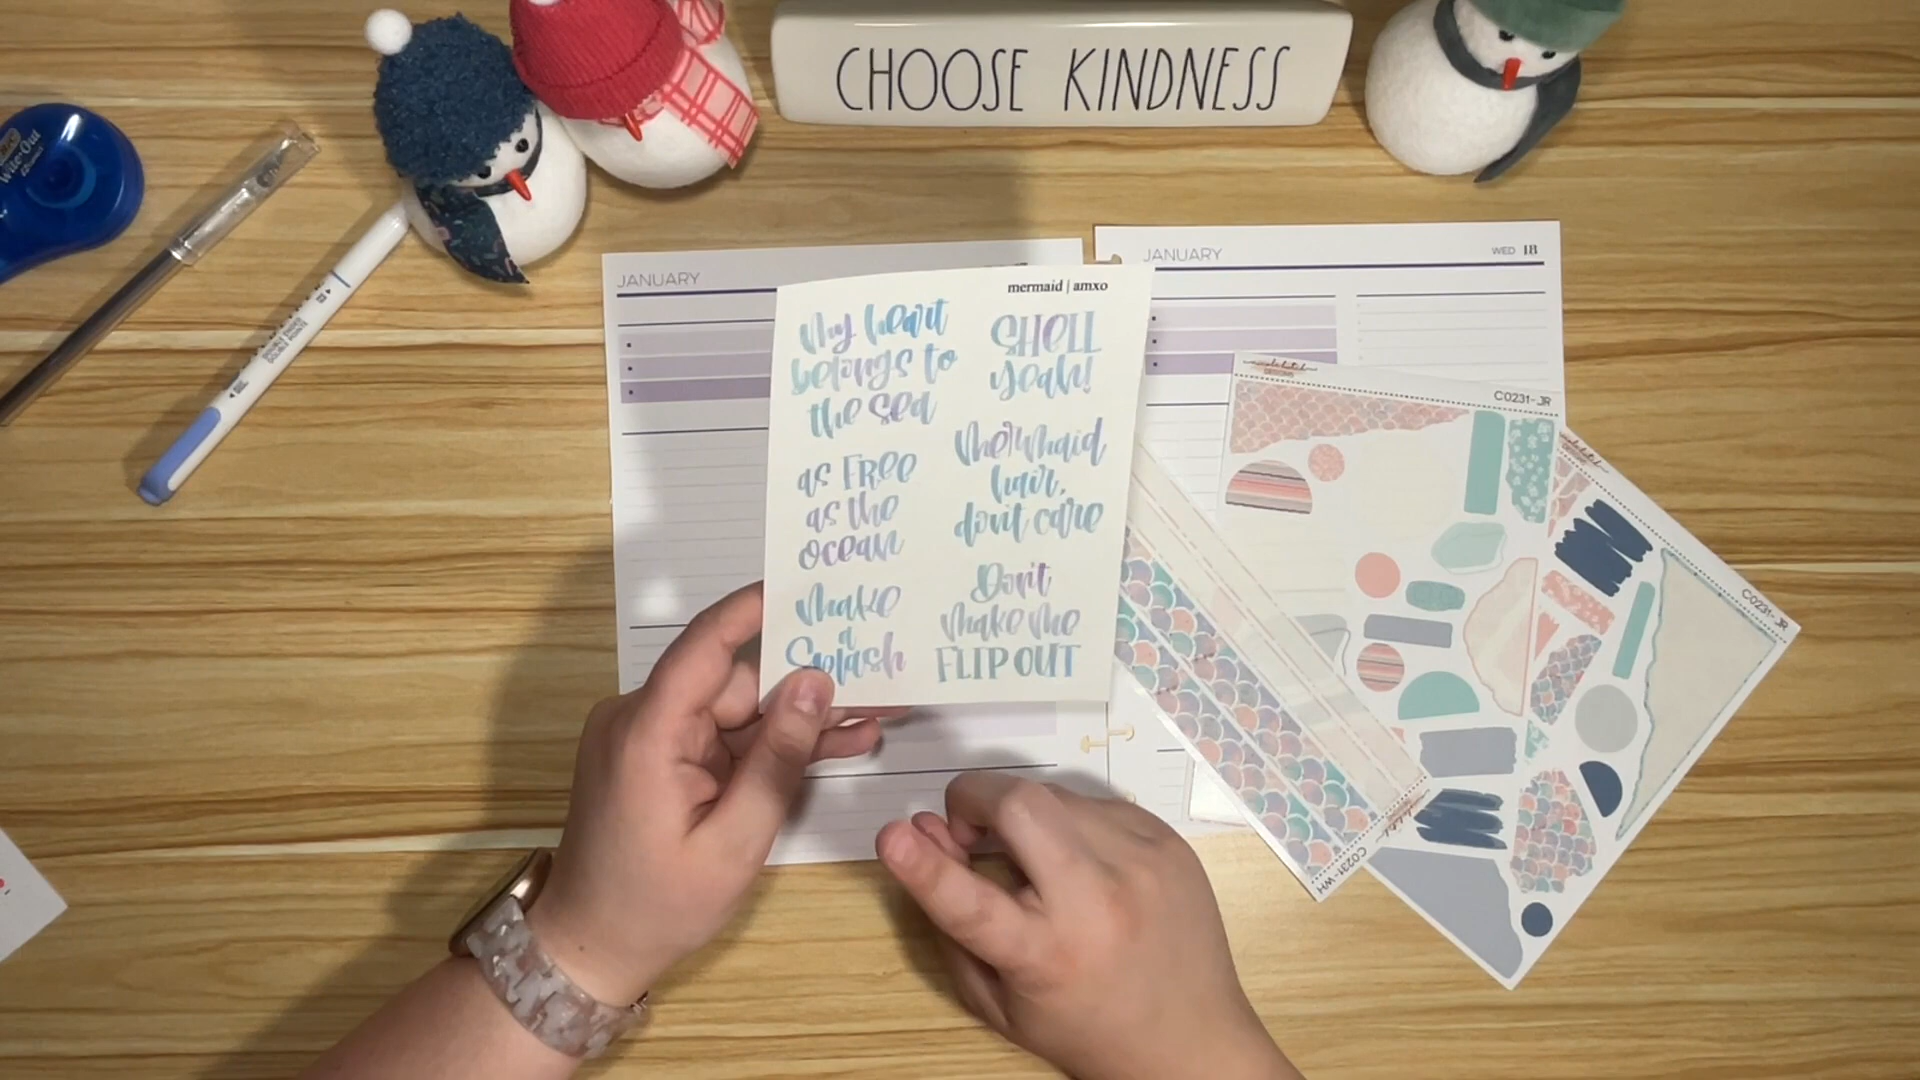 CHOOSE KINDNESS
BIC
Wite-Out
JANUARY
JANUARY
WED 18
mermaid | amxo
My heart
belongs to
the sea
SHELL
yeah!
as FREE
as the
ocean
Mermaid
hair,
don't care
Make
a
Splash
Don't
make me
FLIP OUT
DESIGNS
C0231-JR
C0231-JR
C0231-WH